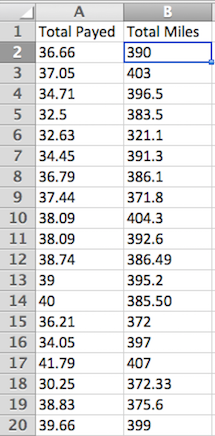 A B
1 Total Payed Total Miles
2 36.66 390
3 37.05 403
4 34.71 396.5
5 32.5 383.5
6 32.63 321.1
7 34.45 391.3
8 36.79 386.1
9 37.44 371.8
10 38.09 404.3
11 38.09 392.6
12 38.74 386.49
13 39 395.2
14 40 385.50
15 36.21 372
16 34.05 397
17 41.79 407
18 30.25 372.33
19 38.83 375.6
20 39.66 399